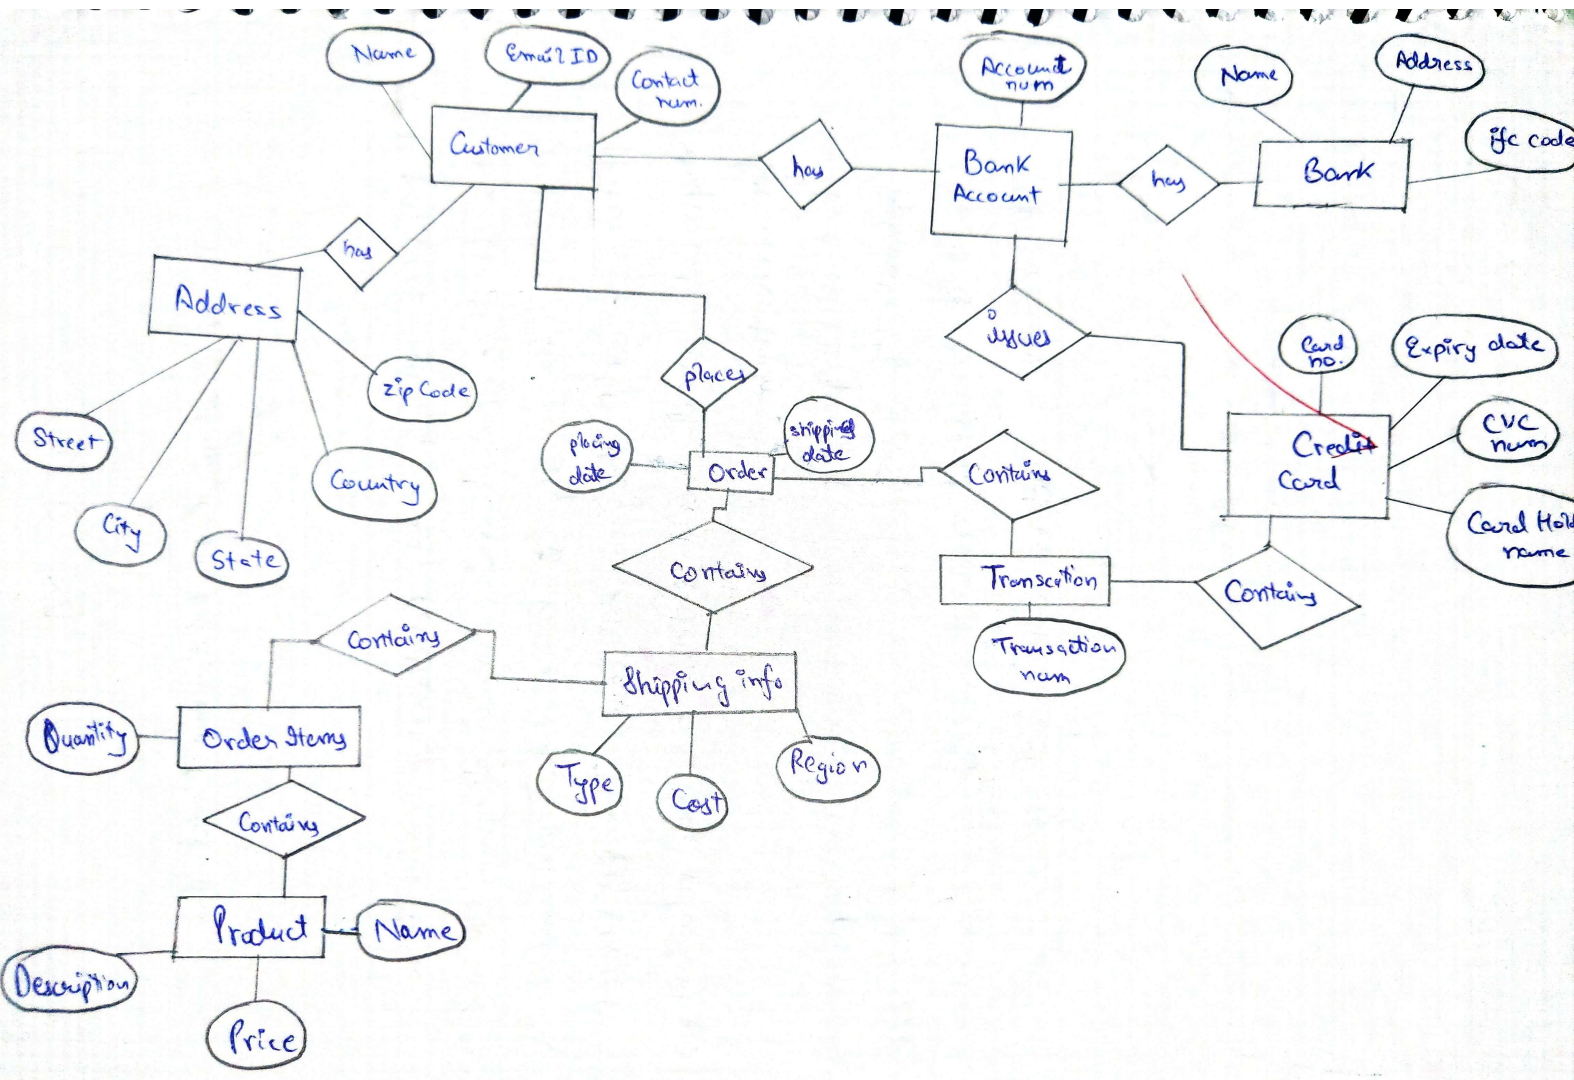 Name
Email ID
Contact
num.
Customer
has
Account
num
Bank
Account
has
Name
Address
ifc code
Bank
has
Address
Street
City
State
Country
Zip Code
places
placing
date
shipping
date
Order
issues
Card
no.
Expiry date
CVC
num
Credit
Card
Card Hold
name
Contains
Transcation
Transaction
num
Contains
Contains
Shipping info
Type
Cost
Region
Contains
Quantity
Order Items
Contains
Product
Name
Description
Price